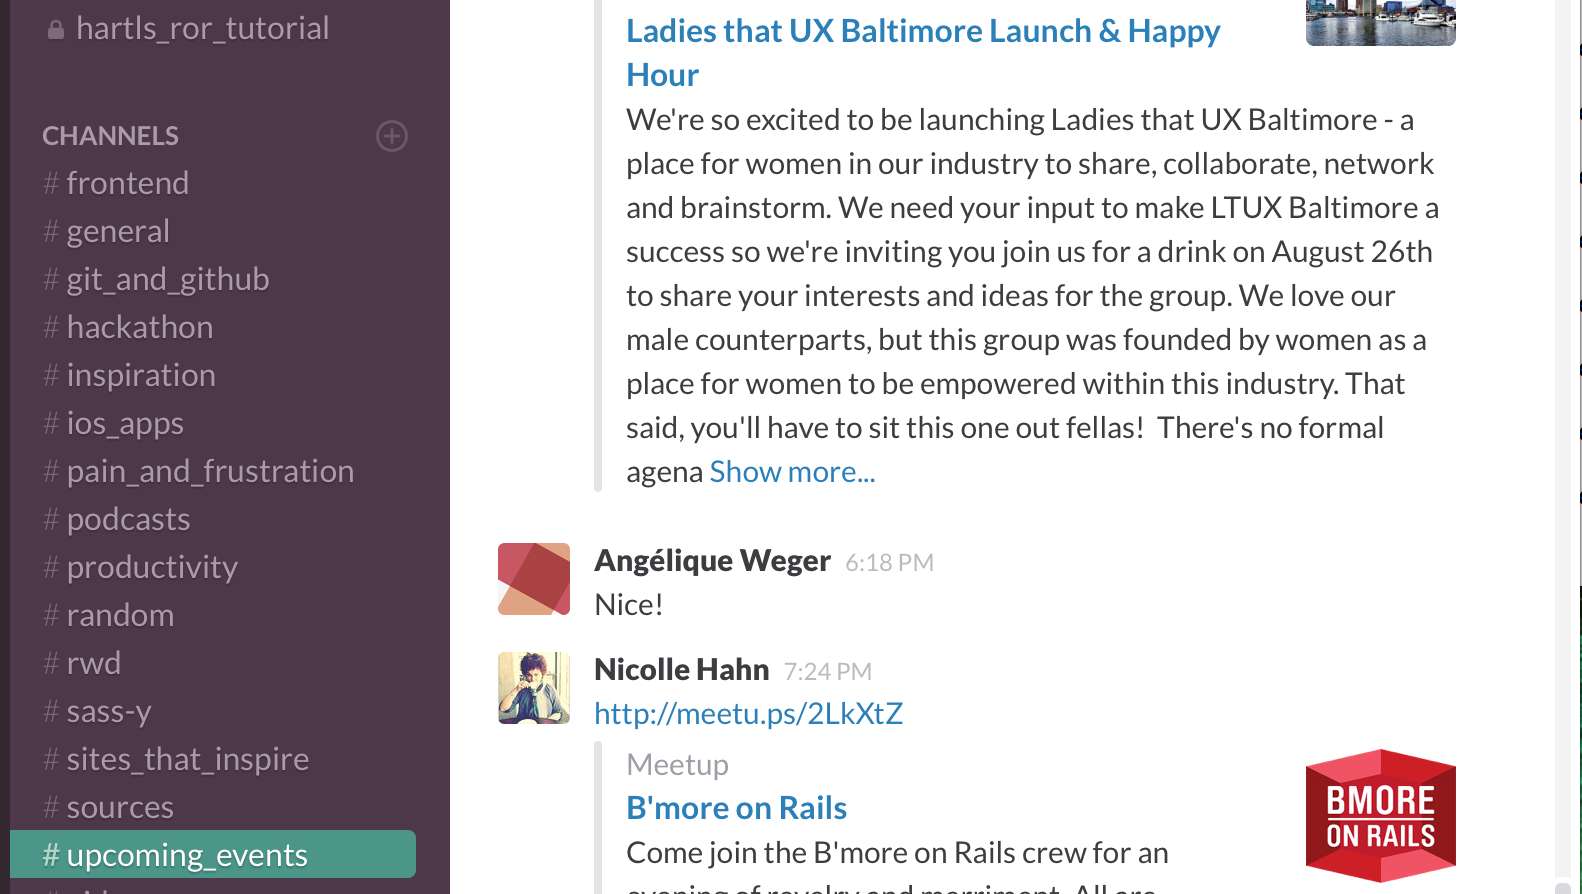 hartls_ror_tutorial
CHANNELS
# frontend
# general
# git_and_github
# hackathon
# inspiration
# ios_apps
# pain_and_frustration
# podcasts
# productivity
# random
# rwd
# sass-y
# sites_that_inspire
# sources
# upcoming_events
Ladies that UX Baltimore Launch & Happy
Hour
We're so excited to be launching Ladies that UX Baltimore - a
place for women in our industry to share, collaborate, network
and brainstorm. We need your input to make LTUX Baltimore a
success so we're inviting you join us for a drink on August 26th
to share your interests and ideas for the group. We love our
male counterparts, but this group was founded by women as a
place for women to be empowered within this industry. That
said, you'll have to sit this one out fellas!  There's no formal
agena Show more...
Angélique Weger 6:18 PM
Nice!
Nicolle Hahn 7:24 PM
http://meetu.ps/2LkXtZ
Meetup
B'more on Rails
Come join the B'more on Rails crew for an
evening of revelry and merriment. All are
BMORE
ON RAILS